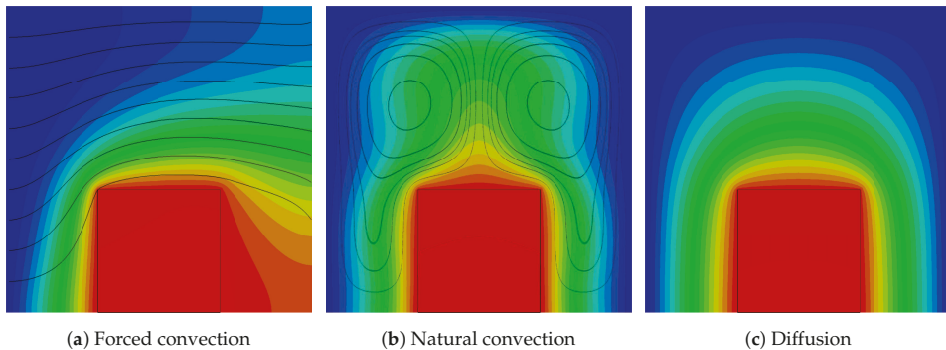 (a) Forced convection
(b) Natural convection
(c) Diffusion